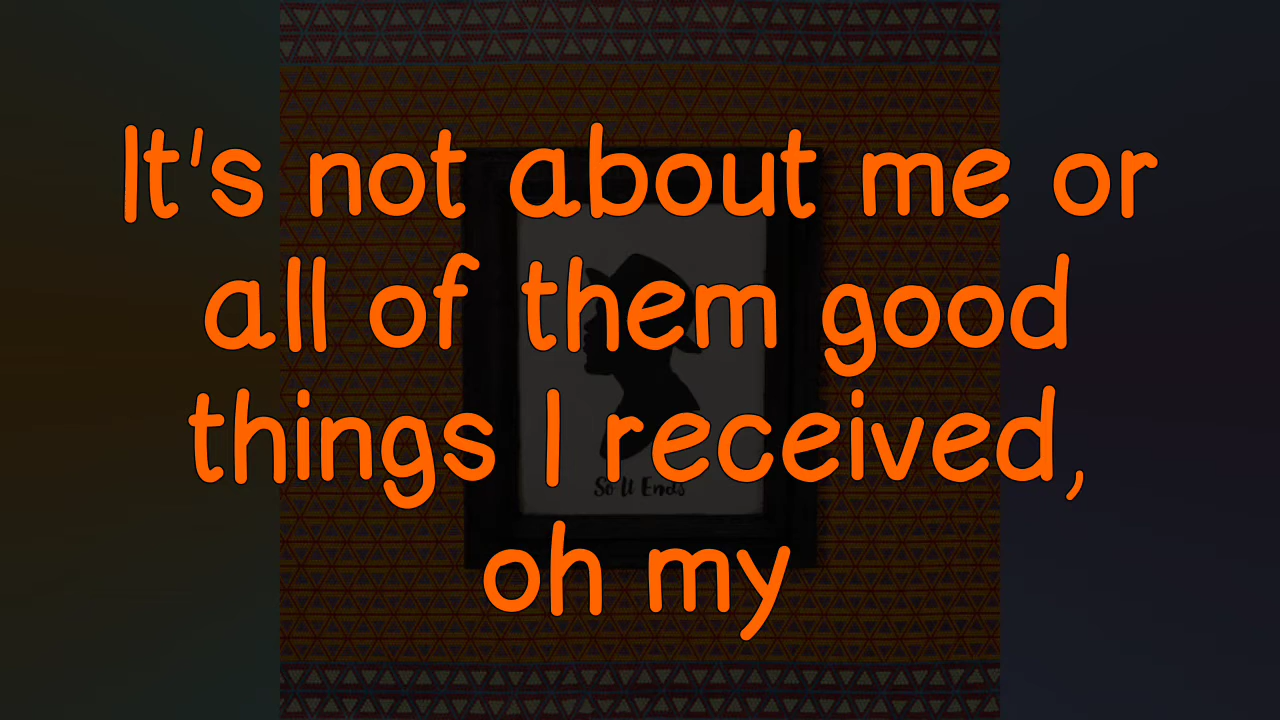 It's not about me or
all of them good
things I received,
oh my
So It Ends